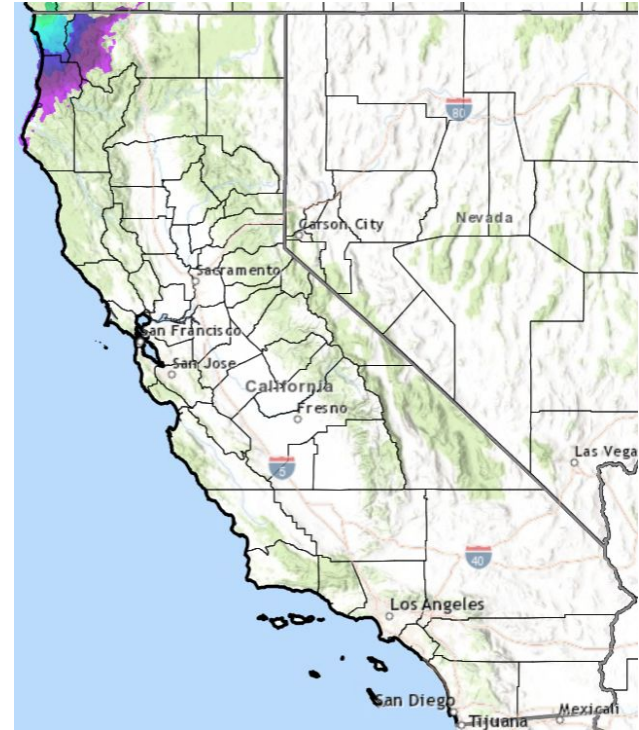 80
Nevada
Carson City
Sacramento
San Francisco
San Jose
California
Fresno
Las Vega
5
40
Los Angeles
San Diego
Mexicali
Tijuana